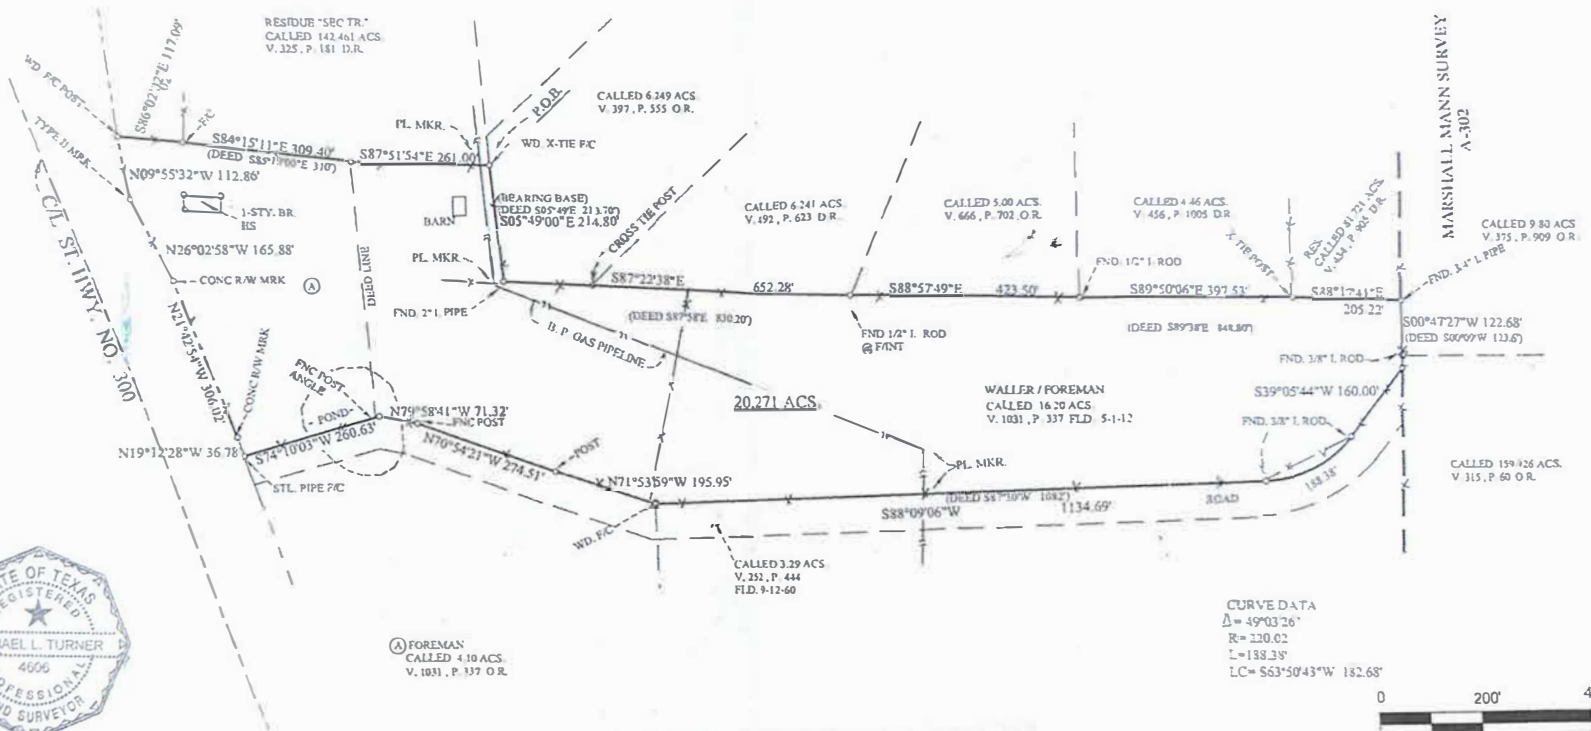 RESIDUE "SEC TR."
CALLED 142.461 ACS.
V. 325, P. 181 D.R.
WD. F/C POST
S86°02'12"E 117.09'
F/C
TYPE II MRK
S84°15'11"E 309.40'
S87°51'54"E 261.00'
PL. MKR.
P.O.B.
WD. X-TIE F/C
CALLED 6.249 ACS.
V. 397, P. 555 O.R.
N09°55'32"W 112.86'
1-STY. BR.
HS
BARN
(BEARING BASE)
(DEED S05°49'E 213.70')
S05°49'00"E 214.80'
CROSS TIE POST
CALLED 6.241 ACS.
V. 492, P. 623 D.R.
CALLED 5.00 ACS.
V. 666, P. 702 O.R.
CALLED 4.46 ACS.
V. 456, P. 1005 D.R.
X-TIE POST
RES.
CALLED 81.721 ACS.
V. 434, P. 905 D.R.
MARSHALL MANN SURVEY
A-302
CALLED 9.80 ACS
V. 375, P. 909 O.R.
FND. 3/4" I. PIPE
N26°02'58"W 165.88'
CONC R/W MRK
A
DEED LINE
PL. MKR.
FND. 2" I. PIPE
S87°22'38"E
652.28'
(DEED S87°58'E 830.20')
S88°57'49"E
423.50'
FND. 1/2" I. ROD
S89°50'06"E 397.53'
(DEED S89°38'E 848.80')
S88°17'41"E
205.22'
FND 1/2" I. ROD
@ F/INT
S00°47'27"W 122.68'
FND. 3/8" I. ROD
C/L ST. HWY. NO. 300
N21°42'54"W 306.02'
CONC R/W MRK
B. P. GAS PIPELINE
20.271 ACS.
WALLER / FOREMAN
CALLED 16.20 ACS
V. 1031, P. 337 FLD 5-1-12
S39°05'44"W 160.00'
FND. 3/8" I. ROD
FNC POST
ANGLE
POND
N79°58'41"W 71.32'
FNC POST
N19°12'28"W 36.78'
S74°10'03"W 260.63'
STL. PIPE F/C
N70°54'21"W 274.51'
POST
N71°53'59"W 195.95'
WD. F/C
PL. MKR.
(DEED S87°30'W 1082')
S88°09'06"W
1134.69'
ROAD
188.38'
CALLED 159.926 ACS.
V. 315, P. 60 O.R.
CALLED 3.29 ACS
V. 252, P. 444
FLD. 9-12-60
A FOREMAN
CALLED 4.10 ACS.
V. 1031, P. 337 O.R.
CURVE DATA
Δ= 49°03'26"
R= 220.02
L=188.38'
LC= S63°50'43"W 182.68'
0 200'
TE OF TEXAS
REGISTERED
AEL L. TURNER
4606
PROFESSIONAL
ND SURVEYOR